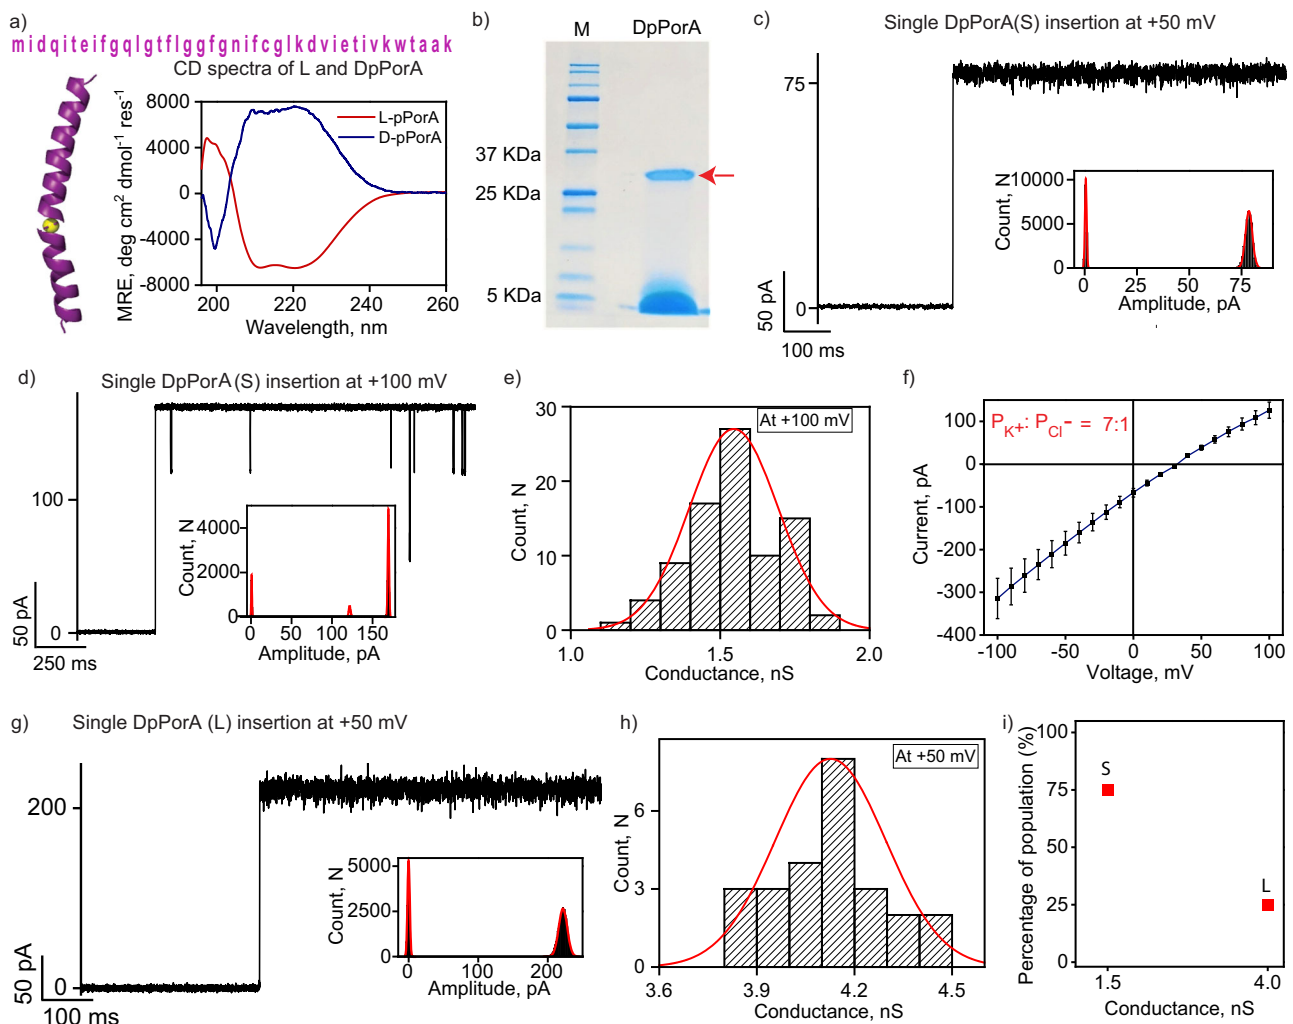 a)
midqiteifgqlgtflggfgnifcglkdvietivkwtaak
CD spectra of L and DpPorA
L-pPorA
D-pPorA
MRE, deg cm² dmol⁻¹ res⁻¹
8000
4000
0
-4000
-8000
200
220
240
260
Wavelength, nm
b)
M
DpPorA
37 KDa
25 KDa
5 KDa
c)
Single DpPorA(S) insertion at +50 mV
75
0
50 pA
100 ms
Count, N
10000
5000
0
0
25
50
75
Amplitude, pA
d)
Single DpPorA(S) insertion at +100 mV
100
0
50 pA
250 ms
Count, N
4000
2000
0
0
50
100
150
Amplitude, pA
e)
At +100 mV
Count, N
30
20
10
0
1.0
1.5
2.0
Conductance, nS
f)
P K+: P Cl- = 7:1
Current, pA
100
0
-100
-200
-300
-400
-100
-50
0
50
100
Voltage, mV
g)
Single DpPorA (L) insertion at +50 mV
200
0
50 pA
100 ms
Count, N
5000
2500
0
0
100
200
Amplitude, pA
h)
At +50 mV
Count, N
6
3
0
3.6
3.9
4.2
4.5
Conductance, nS
i)
Percentage of population (%)
100
75
50
25
0
S
L
1.5
4.0
Conductance, nS